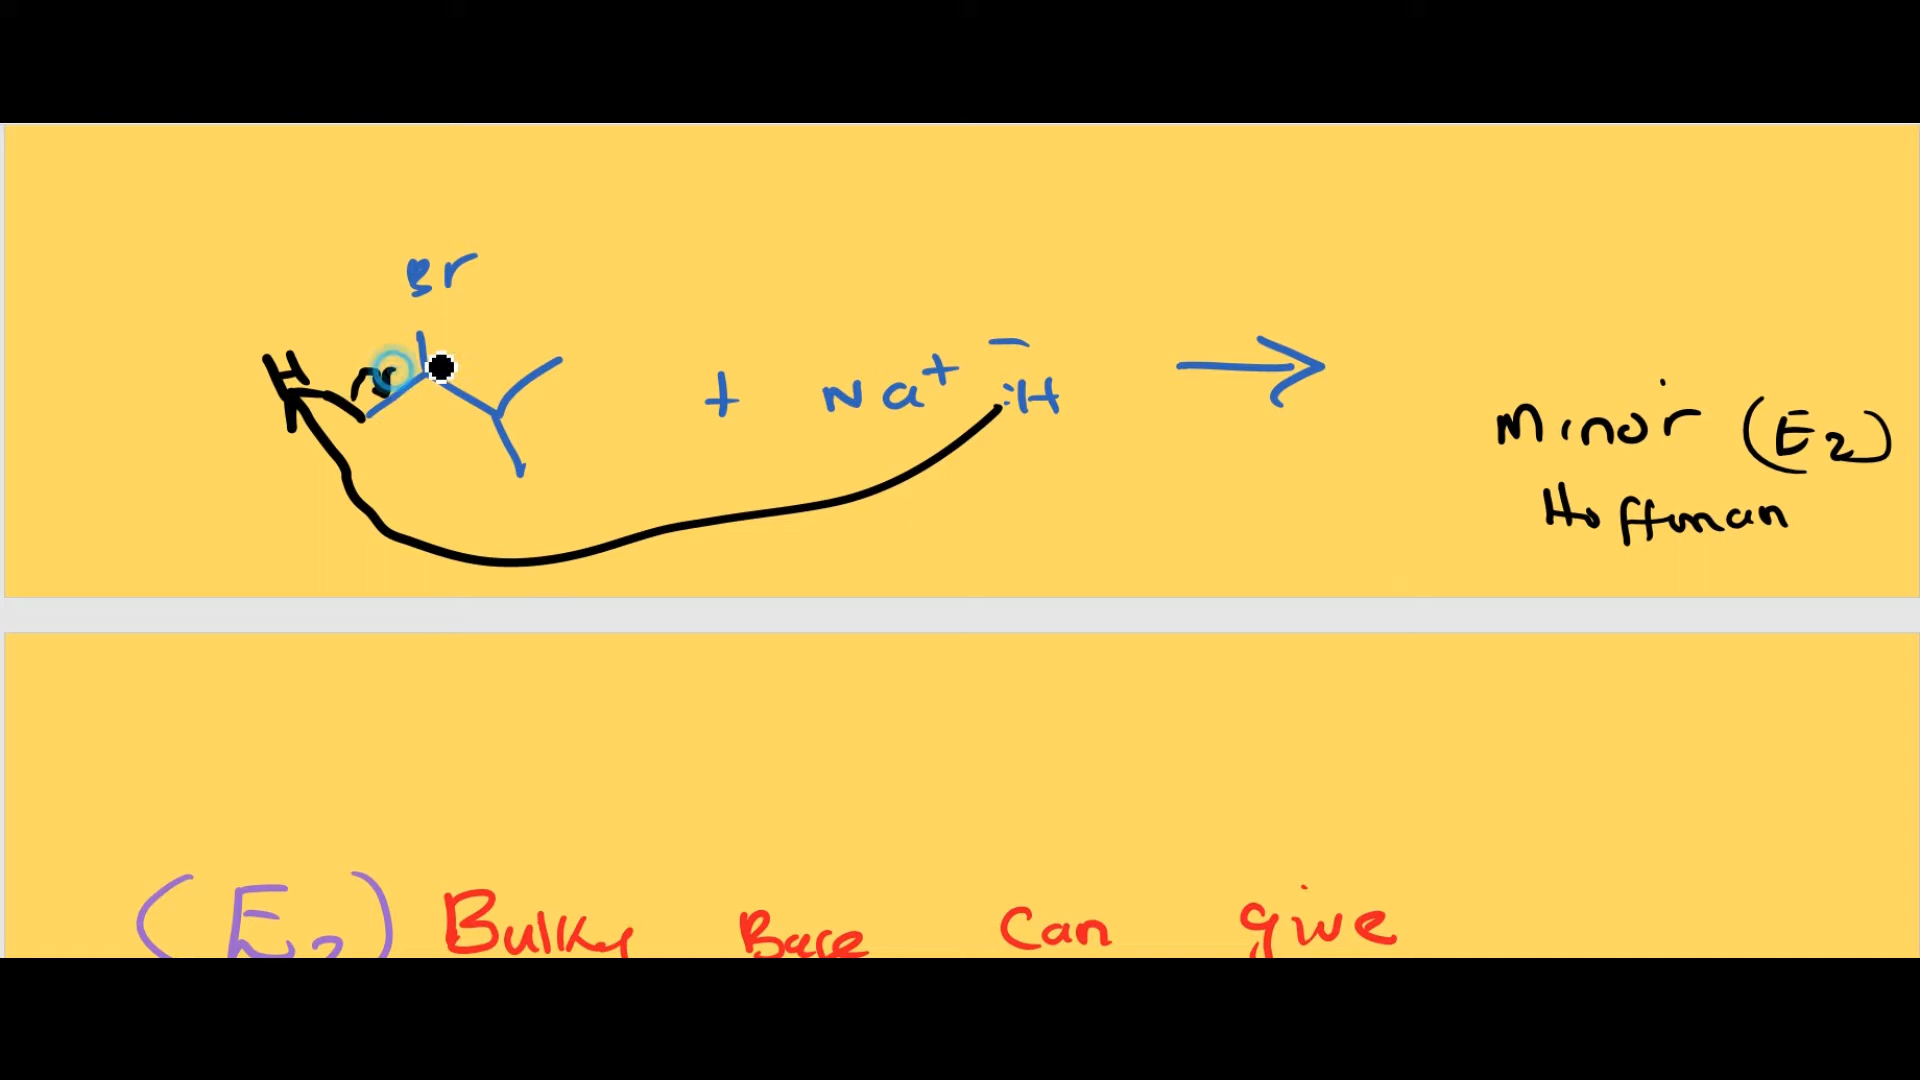 Br
H
+ Na⁺ :H⁻ →
Minor (E2)
Hoffman
(E2) Bulky Base Can give